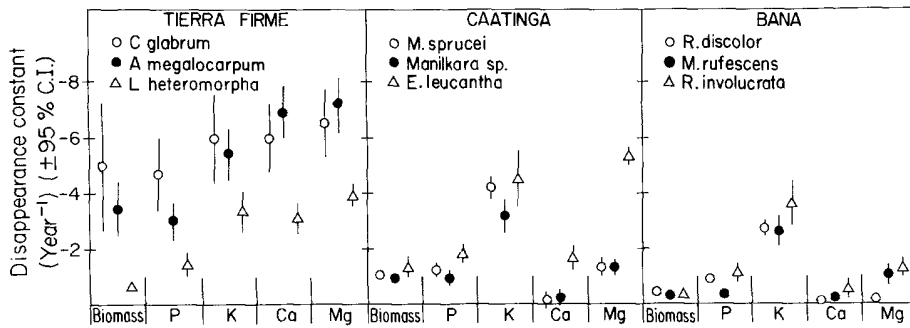 TIERRA FIRME
○ C glabrum
● A megalocarpum
△ L heteromorpha
CAATINGA
○ M. sprucei
● Manilkara sp.
△ E. leucantha
BANA
○ R. discolor
● M. rufescens
△ R. involucrata
Disappearance constant
(Year⁻¹) (± 95 % C.I.)
-8
-6
-4
-2
Biomass P K Ca Mg Biomass P K Ca Mg Biomass P K Ca Mg